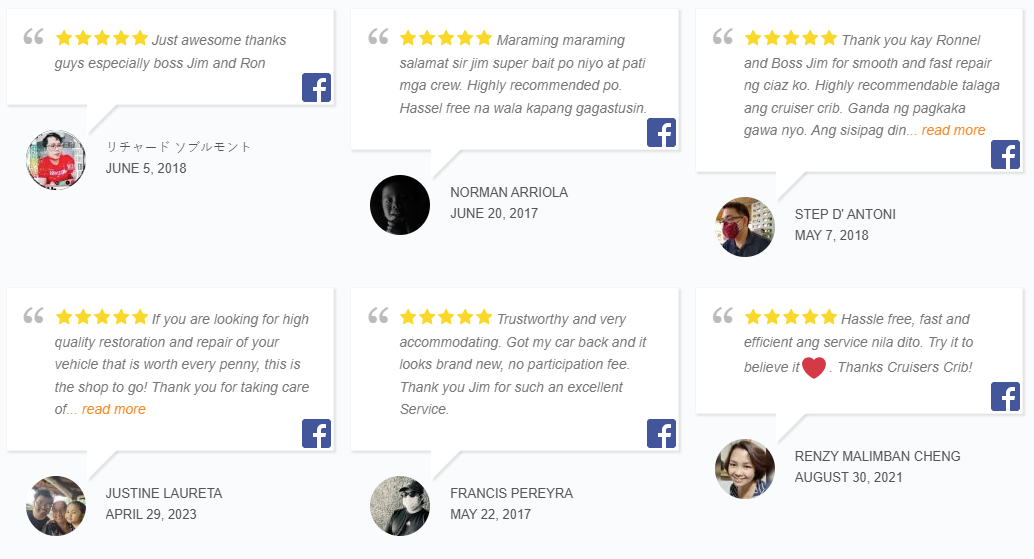 Just awesome thanks
guys especially boss Jim and Ron
リチャード ソブルモント
JUNE 5, 2018
Maraming maraming
salamat sir jim super bait po niyo at pati
mga crew. Highly recommended po.
Hassel free na wala kapang gagastusin.
NORMAN ARRIOLA
JUNE 20, 2017
Thank you kay Ronnel
and Boss Jim for smooth and fast repair
ng ciaz ko. Highly recommendable talaga
ang cruiser crib. Ganda ng pagkaka
gawa nyo. Ang sisipag din... read more
STEP D' ANTONI
MAY 7, 2018
If you are looking for high
quality restoration and repair of your
vehicle that is worth every penny, this is
the shop to go! Thank you for taking care
of... read more
JUSTINE LAURETA
APRIL 29, 2023
Trustworthy and very
accommodating. Got my car back and it
looks brand new, no participation fee.
Thank you Jim for such an excellent
Service.
FRANCIS PEREYRA
MAY 22, 2017
Hassle free, fast and
efficient ang service nila dito. Try it to
believe it❤️. Thanks Cruisers Crib!
RENZY MALIMBAN CHENG
AUGUST 30, 2021